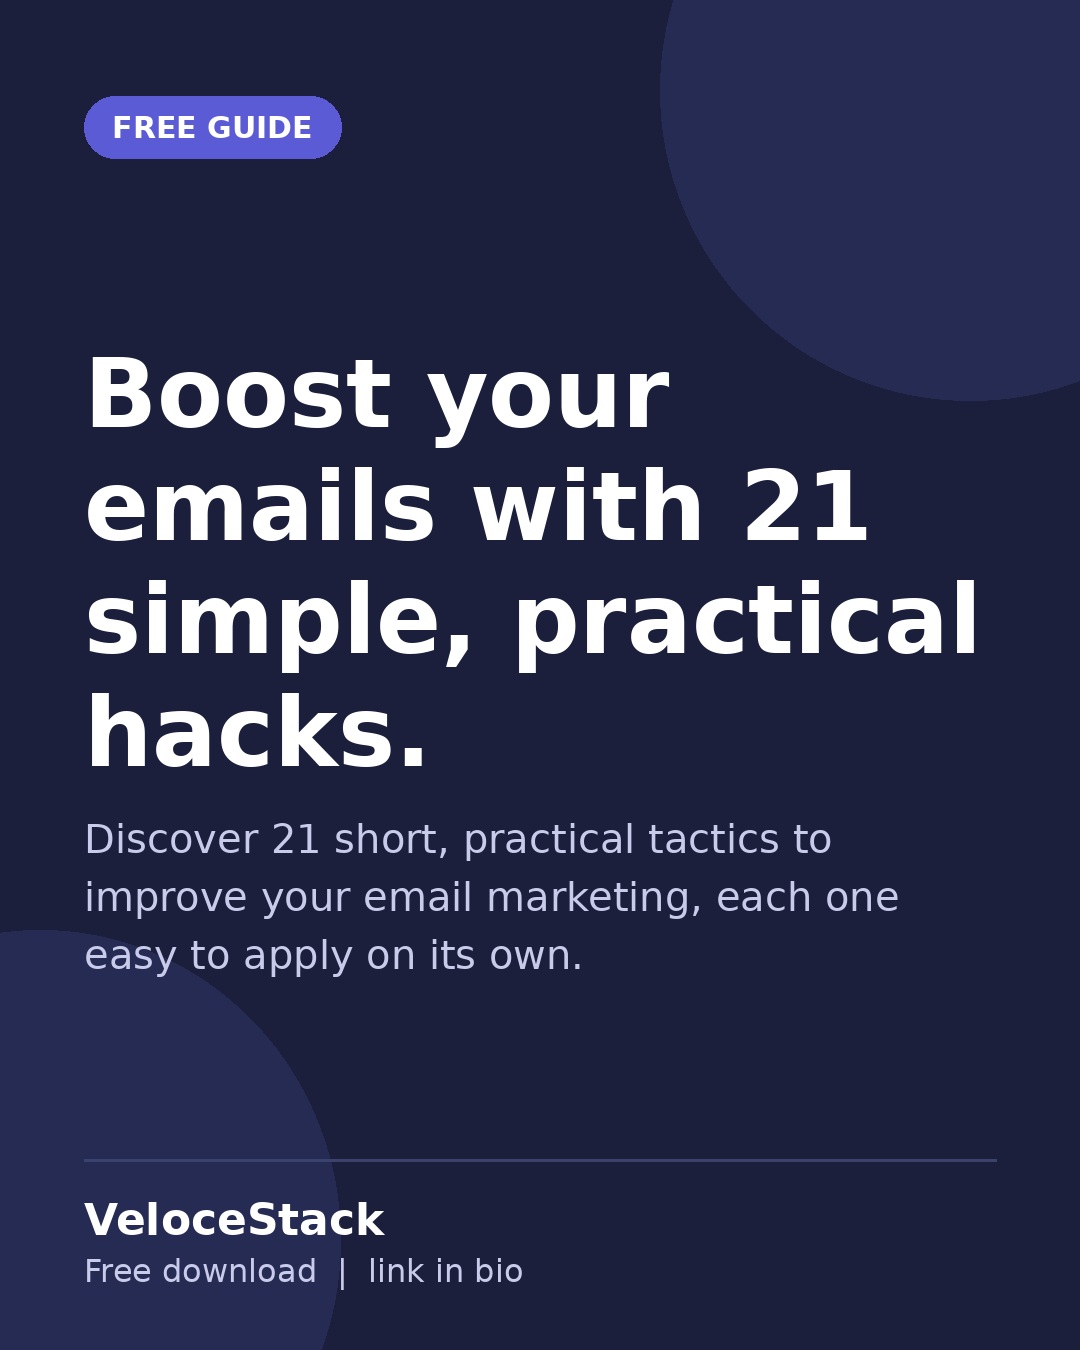 FREE GUIDE
Boost your
emails with 21
simple, practical
hacks.
Discover 21 short, practical tactics to
improve your email marketing, each one
easy to apply on its own.
VeloceStack
Free download | link in bio